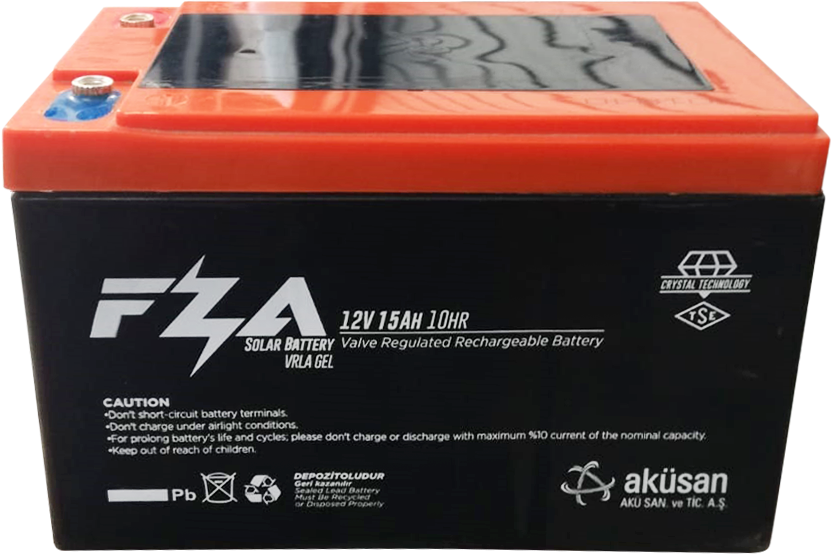 FZA
SOLAR BATTERY
VRLA GEL
12V 15AH 10HR
Valve Regulated Rechargeable Battery
CRYSTAL TECHNOLOGY
TSE
CAUTION
•Don't short-circuit battery terminals.
•Don't charge under airlight conditions.
•For prolong battery's life and cycles; please don't charge or discharge with maximum %10 current of the nominal capacity.
•Keep out of reach of children.
Pb
DEPOZİTOLUDUR
Geri kazanılır
Sealed Lead Battery
Must Be Recycled
or Disposed Properly
aküsan
AKÜ SAN. ve TİC. A.Ş.